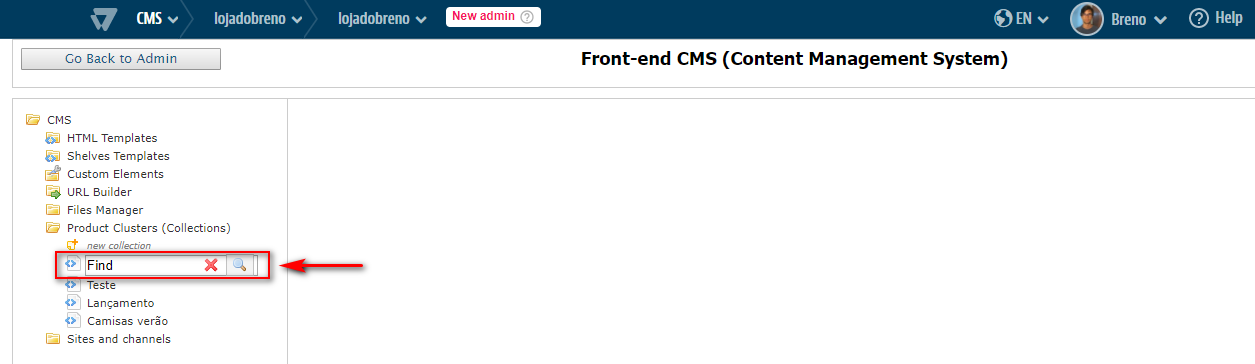 CMS lojadobreno lojadobreno New admin ? EN Breno ? Help
Go Back to Admin
Front-end CMS (Content Management System)
CMS
HTML Templates
Shelves Templates
Custom Elements
URL Builder
Files Manager
Product Clusters (Collections)
new collection
Find
Teste
Lançamento
Camisas verão
Sites and channels